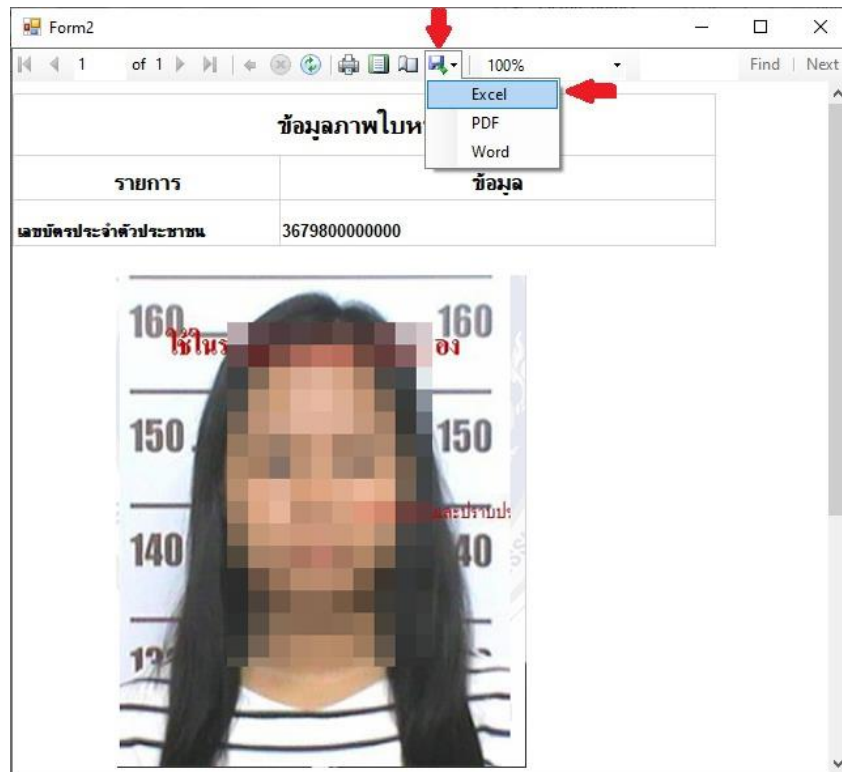 Form2
1 of 1 100% Find | Next
Excel
PDF
Word
ข้อมูลภาพใบห
รายการ ข้อมูล
เลขบัตรประจำตัวประชาชน 3679800000000
160 160
ใช้ใน อง
150 150
และปราบป
140 40